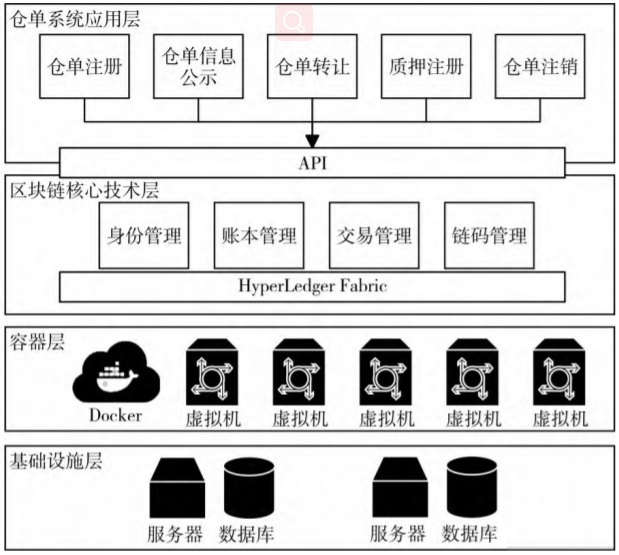 仓单系统应用层
仓单注册
仓单信息
公示
仓单转让
质押注册
仓单注销
API
区块链核心技术层
身份管理
账本管理
交易管理
链码管理
HyperLedger Fabric
容器层
Docker
虚拟机
虚拟机
虚拟机
虚拟机
虚拟机
基础设施层
服务器
数据库
服务器
数据库